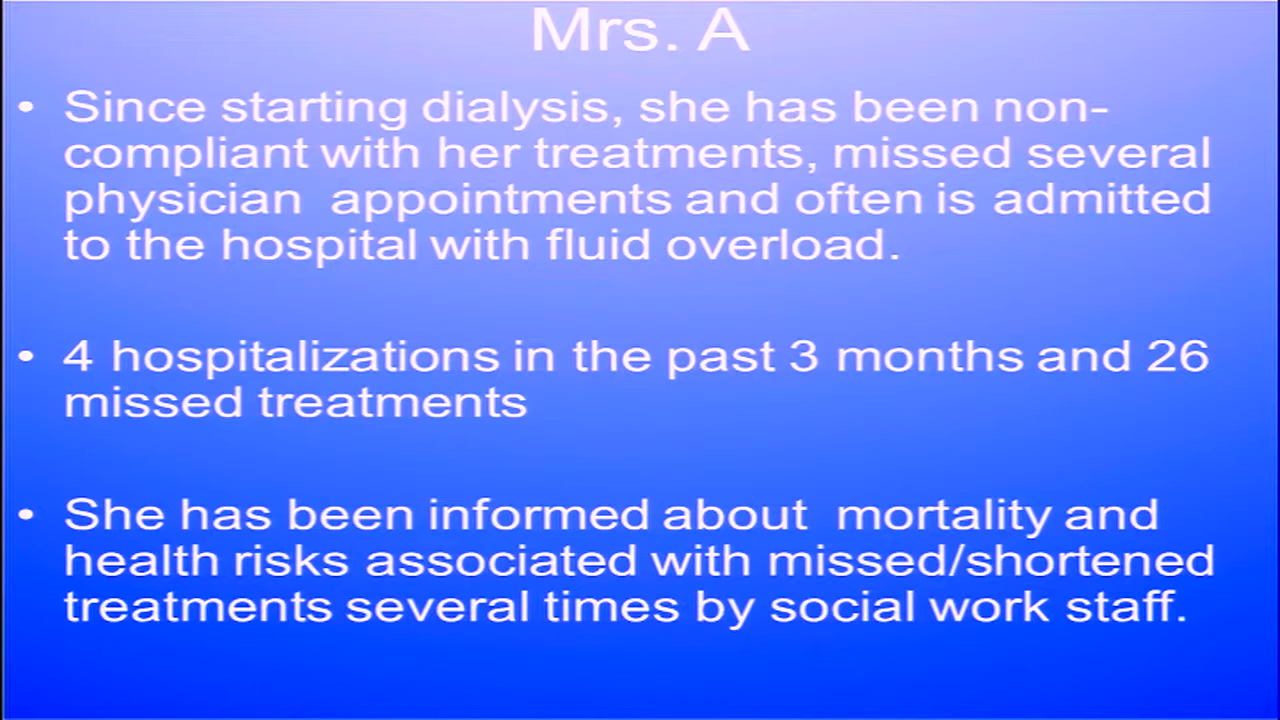 Mrs. A
• Since starting dialysis, she has been non-
compliant with her treatments, missed several
physician  appointments and often is admitted
to the hospital with fluid overload.
• 4 hospitalizations in the past 3 months and 26
missed treatments
• She has been informed about  mortality and
health risks associated with missed/shortened
treatments several times by social work staff.